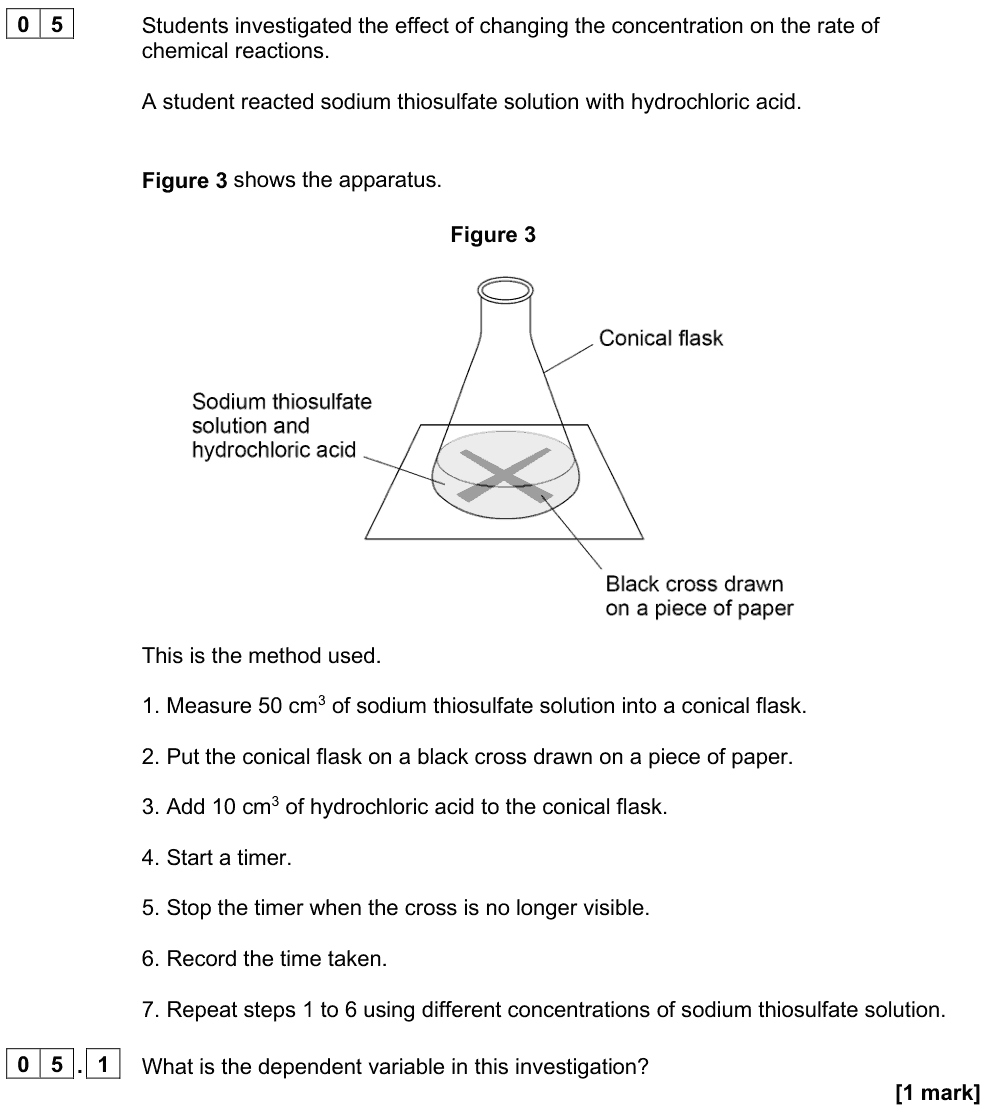 0 5
Students investigated the effect of changing the concentration on the rate of
chemical reactions.
A student reacted sodium thiosulfate solution with hydrochloric acid.
Figure 3 shows the apparatus.
Figure 3
Conical flask
Sodium thiosulfate
solution and
hydrochloric acid
Black cross drawn
on a piece of paper
This is the method used.
1. Measure 50 cm³ of sodium thiosulfate solution into a conical flask.
2. Put the conical flask on a black cross drawn on a piece of paper.
3. Add 10 cm³ of hydrochloric acid to the conical flask.
4. Start a timer.
5. Stop the timer when the cross is no longer visible.
6. Record the time taken.
7. Repeat steps 1 to 6 using different concentrations of sodium thiosulfate solution.
0 5 . 1 What is the dependent variable in this investigation?
[1 mark]